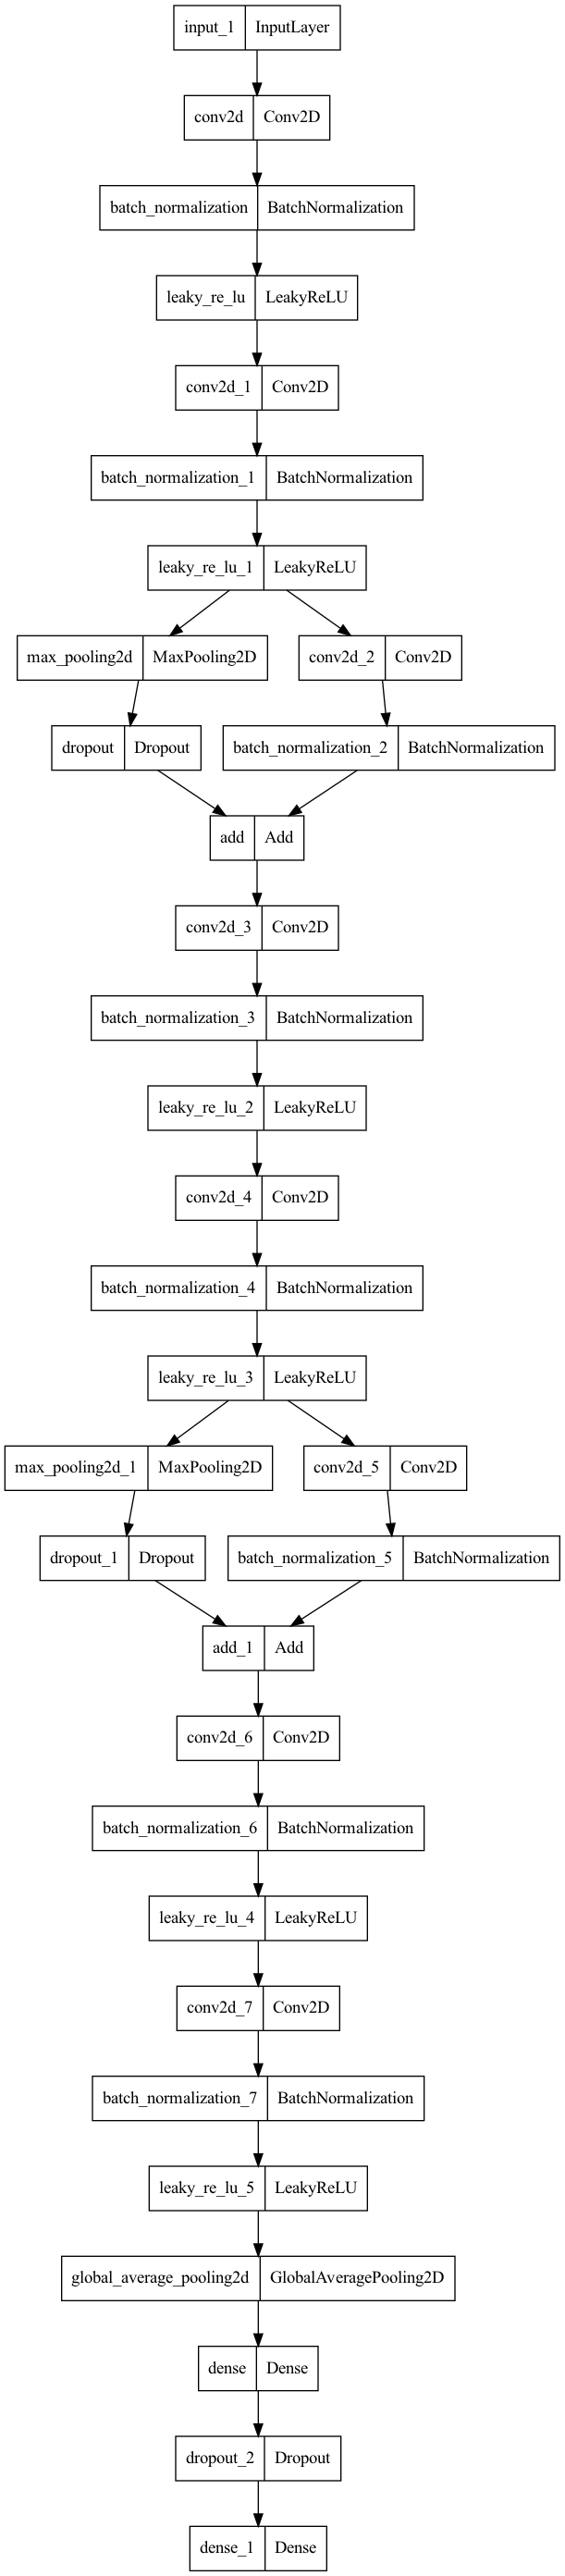 input_1 InputLayer
conv2d Conv2D
batch_normalization BatchNormalization
leaky_re_lu LeakyReLU
conv2d_1 Conv2D
batch_normalization_1 BatchNormalization
leaky_re_lu_1 LeakyReLU
max_pooling2d MaxPooling2D conv2d_2 Conv2D
dropout Dropout batch_normalization_2 BatchNormalization
add Add
conv2d_3 Conv2D
batch_normalization_3 BatchNormalization
leaky_re_lu_2 LeakyReLU
conv2d_4 Conv2D
batch_normalization_4 BatchNormalization
leaky_re_lu_3 LeakyReLU
max_pooling2d_1 MaxPooling2D conv2d_5 Conv2D
dropout_1 Dropout batch_normalization_5 BatchNormalization
add_1 Add
conv2d_6 Conv2D
batch_normalization_6 BatchNormalization
leaky_re_lu_4 LeakyReLU
conv2d_7 Conv2D
batch_normalization_7 BatchNormalization
leaky_re_lu_5 LeakyReLU
global_average_pooling2d GlobalAveragePooling2D
dense Dense
dropout_2 Dropout
dense_1 Dense